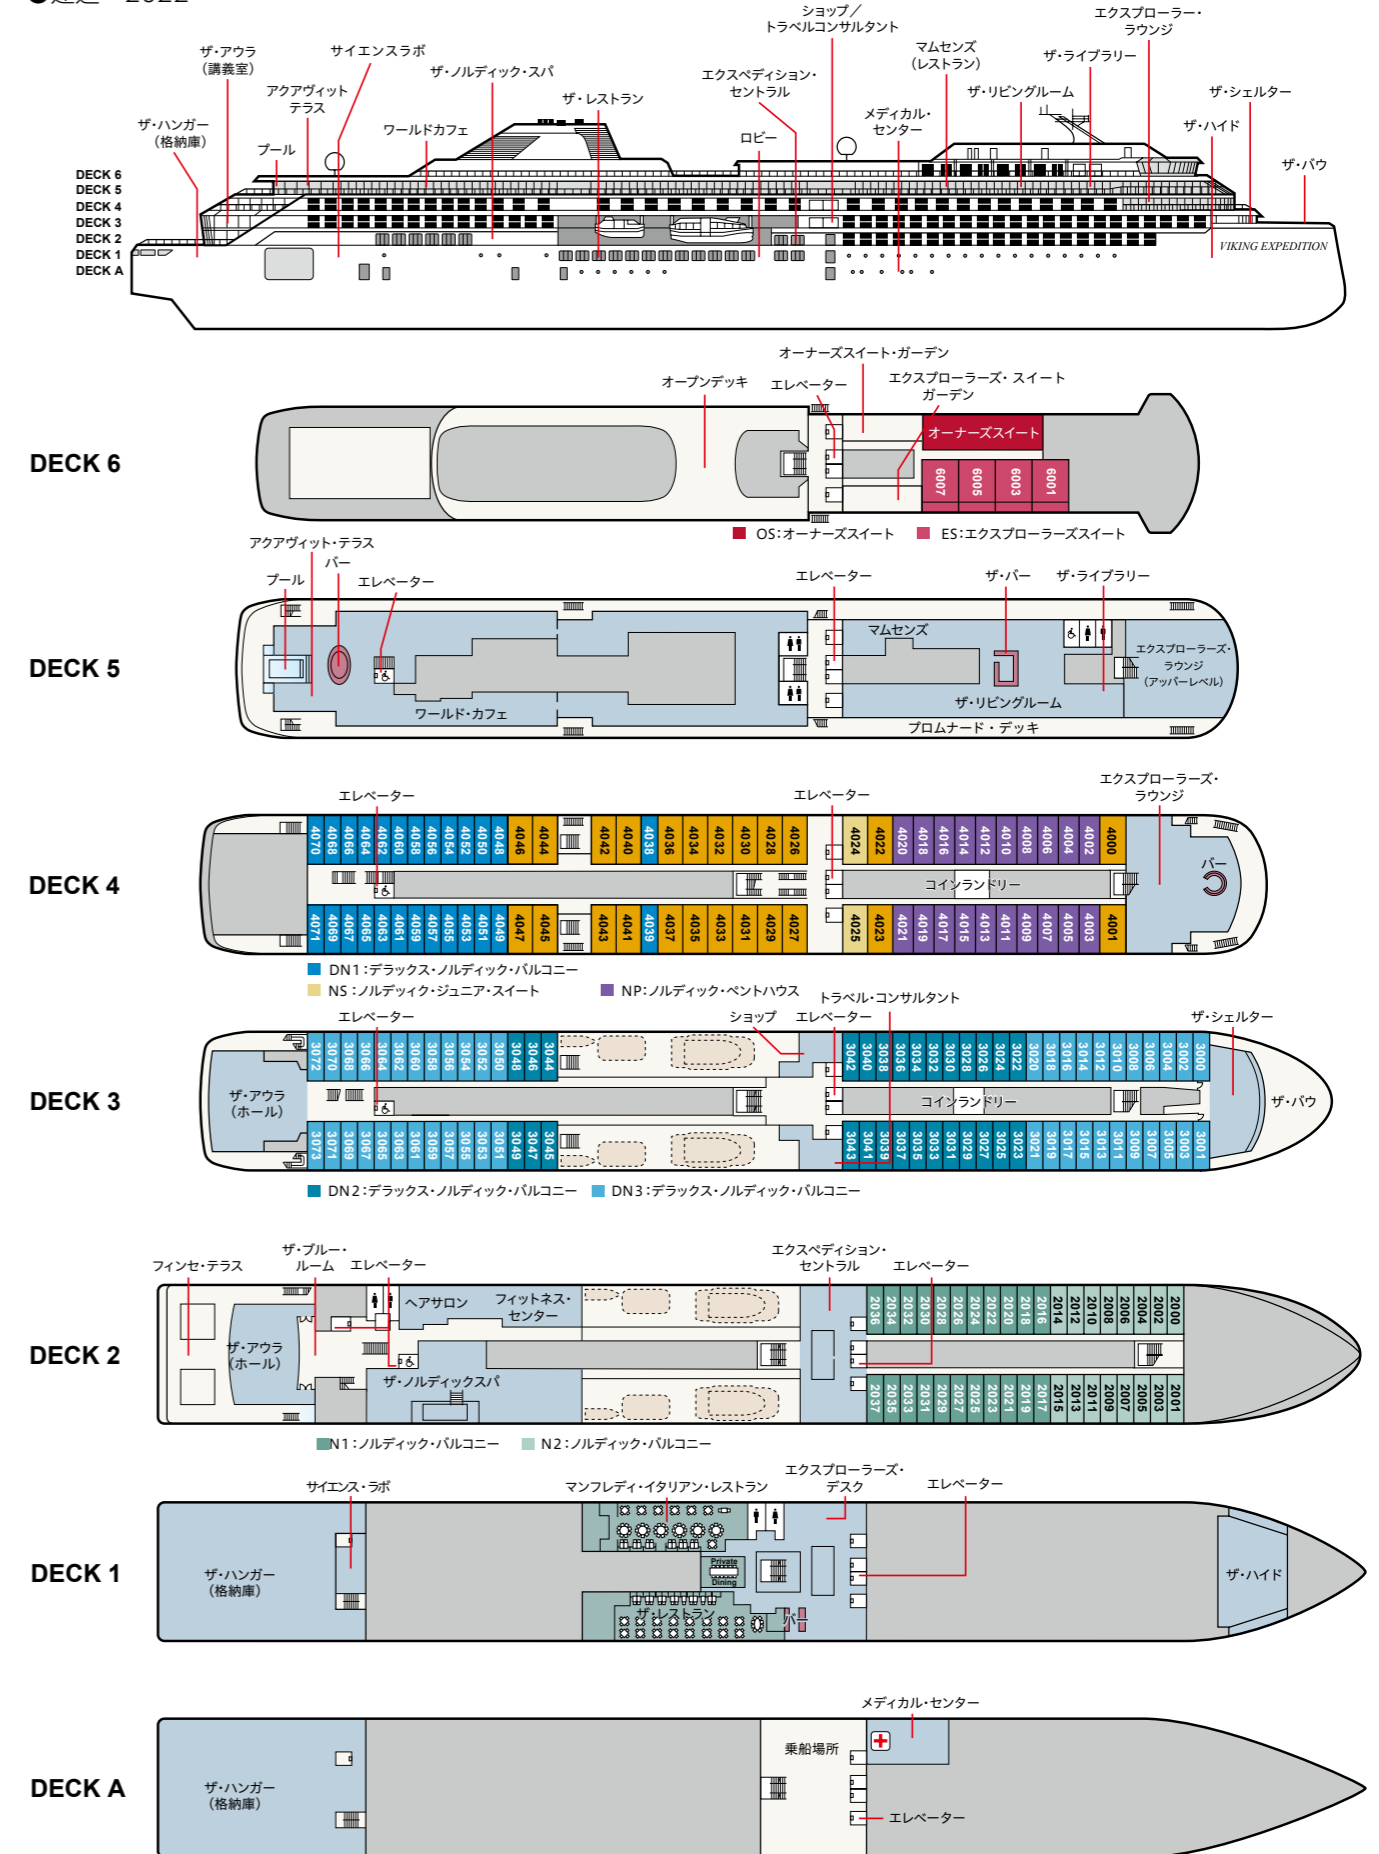 2022
ショップ／
トラベルコンサルタント
エクスプローラー・
ラウンジ
ザ・アウラ
（講義室）
サイエンスラボ
マムセンズ
（レストラン）
ザ・ライブラリー
ザ・ノルディック・スパ
エクスペディション・
セントラル
アクアヴィット
テラス
ザ・レストラン
ザ・リビングルーム
ザ・シェルター
メディカル・
センター
ザ・ハンガー
（格納庫）
ワールドカフェ
ロビー
ザ・ハイド
プール
ザ・バウ
DECK 6
DECK 5
DECK 4
DECK 3
DECK 2
DECK 1
DECK A
VIKING EXPEDITION
オーナーズスイート・ガーデン
オープンデッキ
エレベーター
エクスプローラーズ・スイート
ガーデン
DECK 6
オーナーズスイート
6007 6005 6003 6001
OS：オーナーズスイート
ES：エクスプローラーズスイート
アクアヴィット・テラス
バー
プール
エレベーター
エレベーター
ザ・バー
ザ・ライブラリー
DECK 5
マムセンズ
エクスプローラーズ・
ラウンジ
（アッパーレベル）
ワールド・カフェ
ザ・リビングルーム
プロムナード・デッキ
エレベーター
エレベーター
エクスプローラーズ・
ラウンジ
4070 4068 4066 4064 4062 4060 4058 4056 4054 4052 4050 4048 4046 4044 4042 4040 4038 4036 4034 4032 4030 4028 4026 4024 4022 4020 4018 4016 4014 4012 4010 4008 4006 4004 4002 4000
DECK 4
コインランドリー
バー
4071 4069 4067 4065 4063 4061 4059 4057 4055 4053 4051 4049 4047 4045 4043 4041 4039 4037 4035 4033 4031 4029 4027 4025 4023 4021 4019 4017 4015 4013 4011 4009 4007 4005 4003 4001
DN1：デラックス・ノルディック・バルコニー
NS：ノルディック・ジュニア・スイート
NP：ノルディック・ペントハウス
トラベル・コンサルタント
エレベーター
ショップ
エレベーター
ザ・シェルター
3072 3070 3068 3066 3064 3062 3060 3068 3056 3054 3052 3050 3048 3046 3044 3042 3040 3038 3036 3034 3032 3030 3028 3026 3024 3022 3020 3018 3016 3014 3012 3010 3008 3006 3004 3002 3000
DECK 3
ザ・アウラ
（ホール）
コインランドリー
ザ・バウ
3073 3071 3069 3067 3065 3063 3061 3059 3057 3055 3053 3051 3049 3047 3045 3043 3041 3039 3037 3035 3033 3031 3029 3027 3025 3023 3021 3019 3017 3015 3013 3011 3009 3007 3005 3003 3001
DN2：デラックス・ノルディック・バルコニー
DN3：デラックス・ノルディック・バルコニー
フィンセ・テラス
ザ・ブルー・
ルーム
エレベーター
エクスペディション・
セントラル
エレベーター
ヘアサロン
フィットネス・
センター
2036 2034 2032 2030 2028 2026 2024 2022 2020 2018 2016 2014 2012 2010 2008 2006 2004 2002 2000
DECK 2
ザ・アウラ
（ホール）
ザ・ノルディックスパ
2037 2035 2033 2031 2029 2027 2025 2023 2021 2019 2017 2015 2013 2011 2009 2007 2005 2003 2001
N1：ノルディック・バルコニー
N2：ノルディック・バルコニー
サイエンス・ラボ
マンフレディ・イタリアン・レストラン
エクスプローラーズ・
デスク
エレベーター
DECK 1
ザ・ハンガー
（格納庫）
Private
Dining
ザ・ハイド
ザ・レストラン
バー
メディカル・センター
乗船場所
DECK A
ザ・ハンガー
（格納庫）
エレベーター